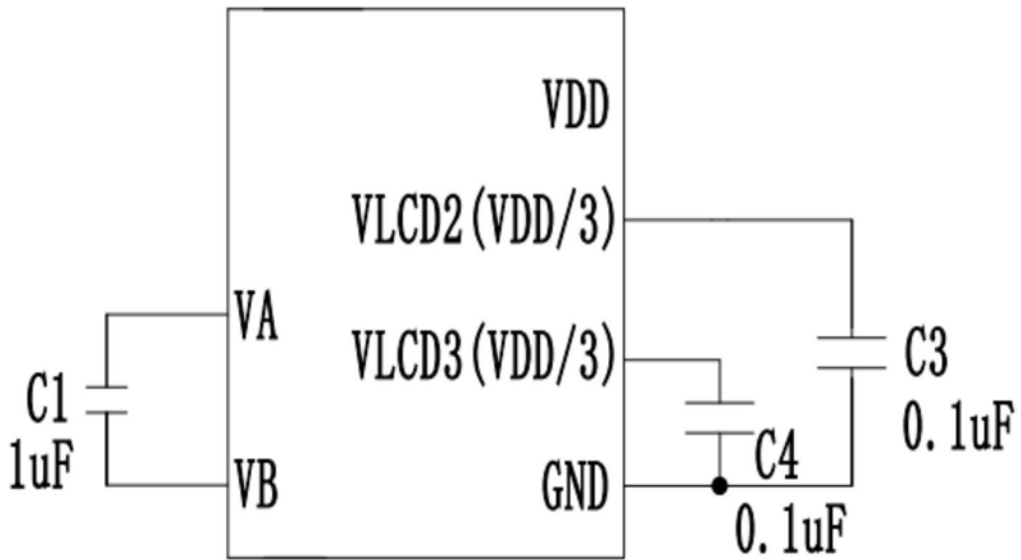 VDD
VLCD2(VDD/3)
VA
VLCD3(VDD/3)
C3
0.1uF
C1
1uF
VB
GND
C4
0.1uF